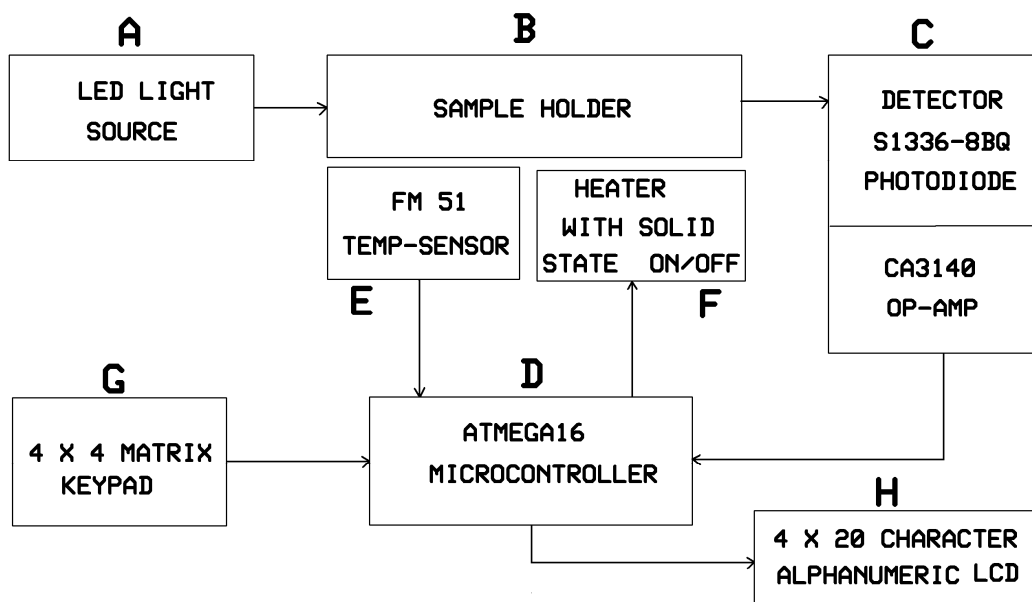 A
LED LIGHT
SOURCE
B
SAMPLE HOLDER
C
DETECTOR
S1336-8BQ
PHOTODIODE
CA3140
OP-AMP
FM 51
TEMP-SENSOR
E
HEATER
WITH SOLID
STATE ON/OFF
F
G
4 X 4 MATRIX
KEYPAD
D
ATMEGA16
MICROCONTROLLER
H
4 X 20 CHARACTER
ALPHANUMERIC LCD